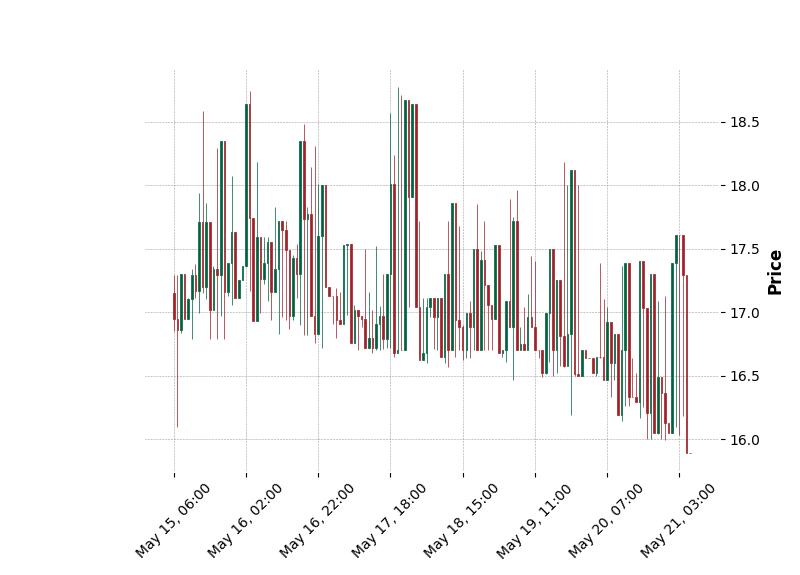 18.5
18.0
17.5
17.0
16.5
16.0
Price
May 15, 06:00
May 16, 02:00
May 16, 22:00
May 17, 18:00
May 18, 15:00
May 19, 11:00
May 20, 07:00
May 21, 03:00